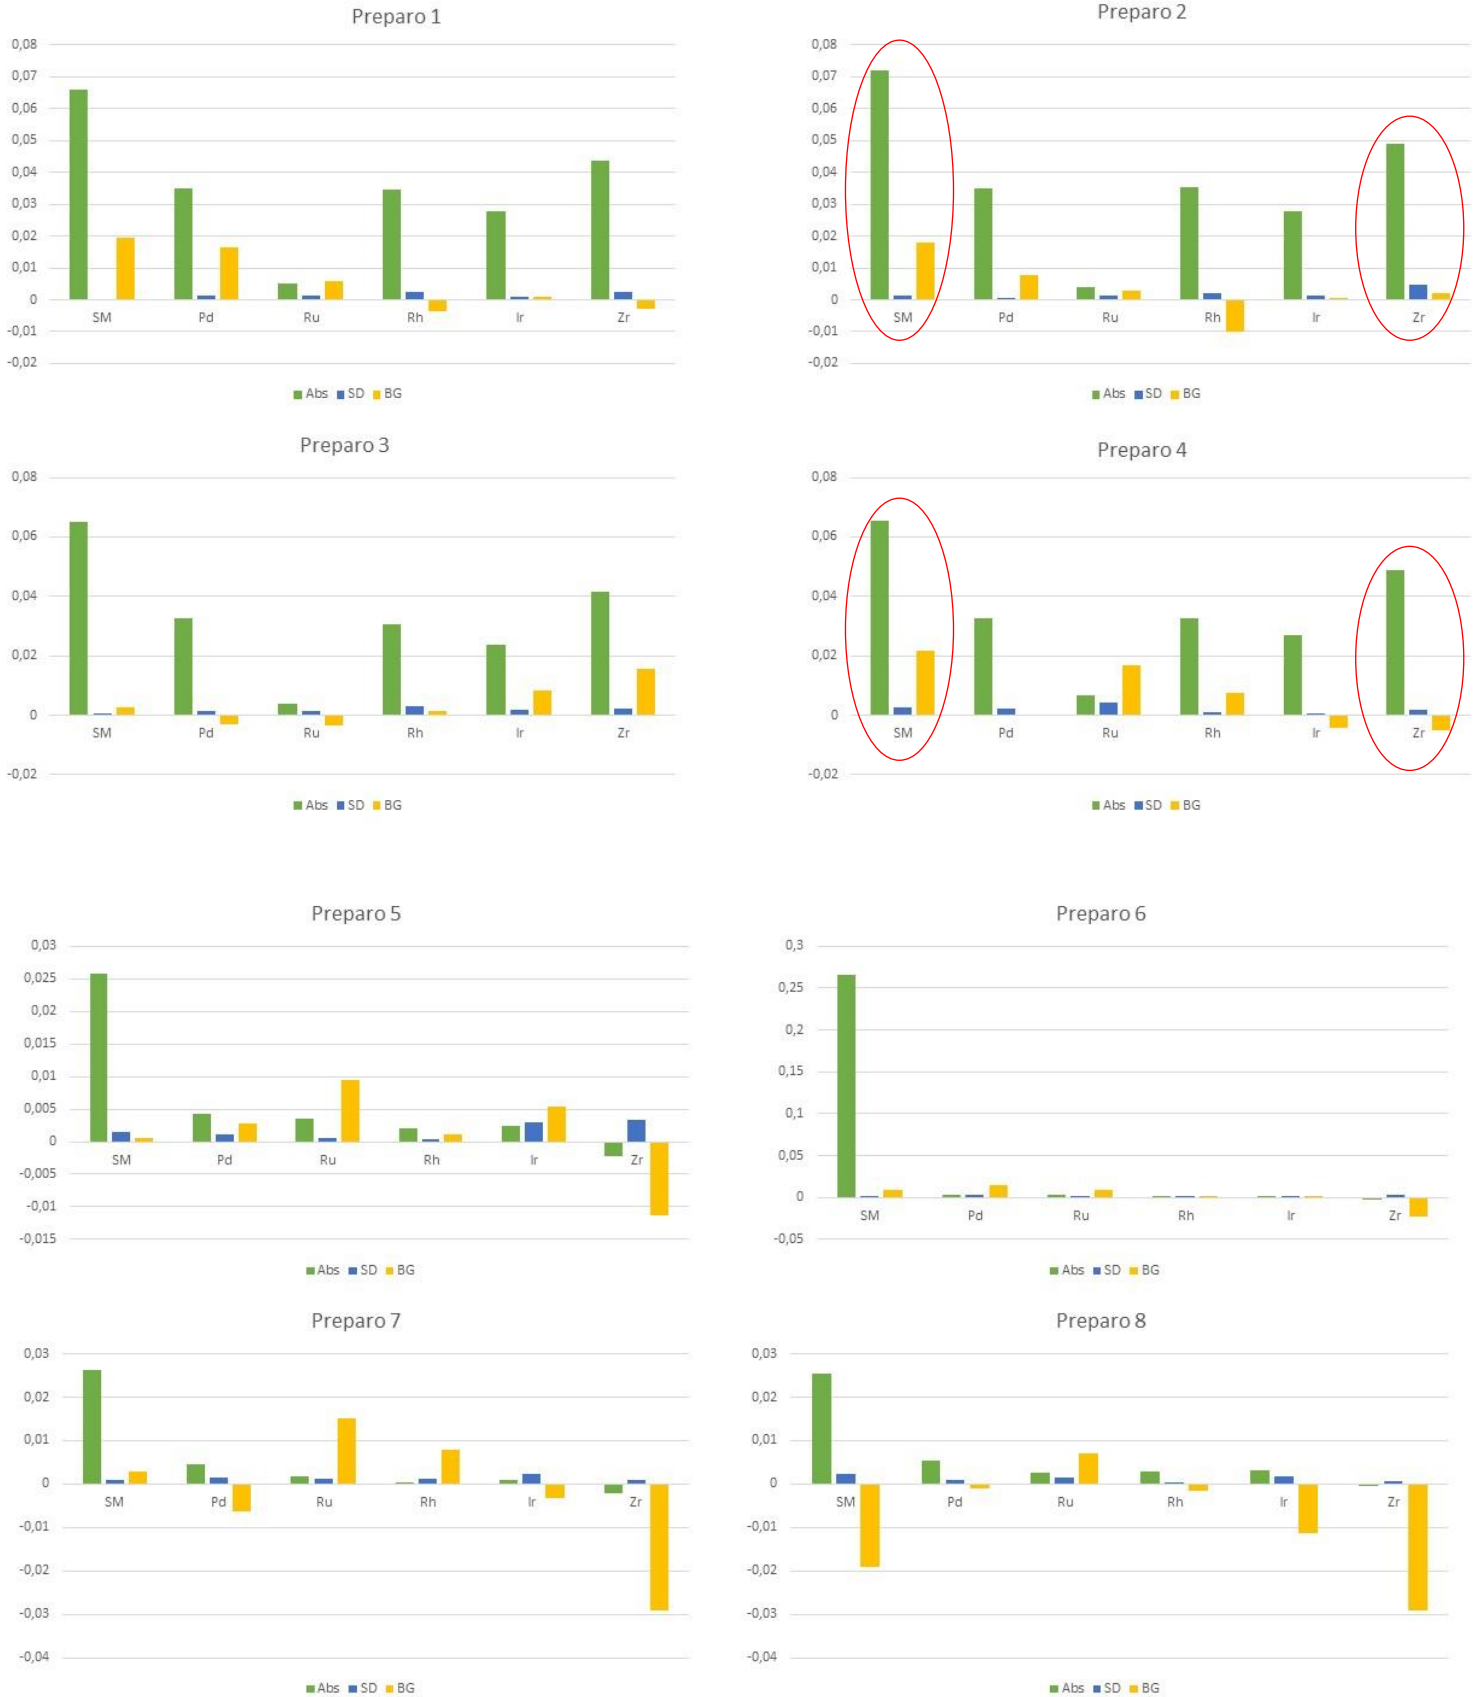 Preparo 1
0,08
0,07
0,06
0,05
0,04
0,03
0,02
0,01
0
-0,01
-0,02
SM Pd Ru Rh Ir Zr
Abs SD BG
Preparo 2
0,08
0,07
0,06
0,05
0,04
0,03
0,02
0,01
0
-0,01
-0,02
SM Pd Ru Rh Ir Zr
Abs SD BG
Preparo 3
0,08
0,06
0,04
0,02
0
-0,02
SM Pd Ru Rh Ir Zr
Abs SD BG
Preparo 4
0,08
0,06
0,04
0,02
0
-0,02
SM Pd Ru Rh Ir Zr
Abs SD BG
Preparo 5
0,03
0,025
0,02
0,015
0,01
0,005
0
-0,005
-0,01
-0,015
SM Pd Ru Rh Ir Zr
Abs SD BG
Preparo 6
0,3
0,25
0,2
0,15
0,1
0,05
0
-0,05
SM Pd Ru Rh Ir Zr
Abs SD BG
Preparo 7
0,03
0,02
0,01
0
-0,01
-0,02
-0,03
-0,04
SM Pd Ru Rh Ir Zr
Abs SD BG
Preparo 8
0,03
0,02
0,01
0
-0,01
-0,02
-0,03
-0,04
SM Pd Ru Rh Ir Zr
Abs SD BG